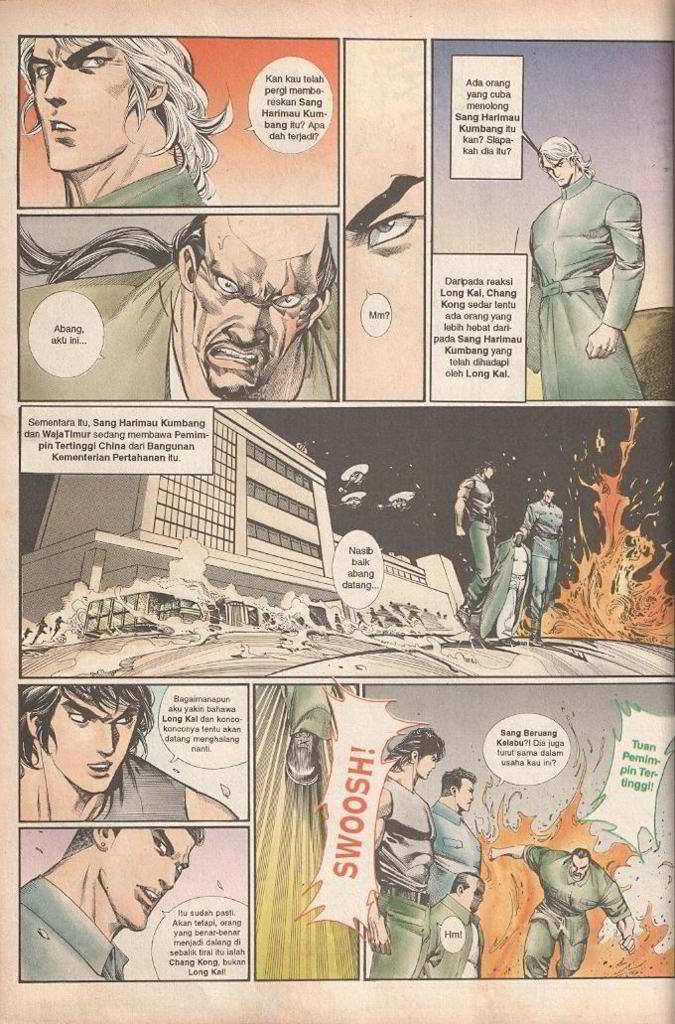 Kan kau telah
pergi membe-
reskan Sang
Harimau Kum-
bang itu? Apa
dah terjadi?
Abang,
aku ini...
Mm?
Ada orang
yang cuba
menolong
Sang Harimau
Kumbang itu
kan? Siapa-
kah dia itu?
Daripada reaksi
Long Kai, Chang
Kong sedar tentu
ada orang yang
lebih hebat dari-
pada Sang Harimau
Kumbang yang
telah dihadapi
oleh Long Kai.
Sementara itu, Sang Harimau Kumbang
dan WajaTimur sedang membawa Pemim-
pin Tertinggi China dari Bangunan
Kementerian Pertahanan itu.
Nasib
baik
abang
datang...
Bagaimanapun
aku yakin bahawa
Long Kai dan konco-
konconya tentu akan
datang menghalang
nanti.
Itu sudah pasti.
Akan tetapi, orang
yang benar-benar
menjadi dalang di
sebalik tirai itu ialah
Chang Kong, bukan
Long Kai!
SWOOSH!
Sang Beruang
Kelabu?! Dia juga
turut sama dalam
usaha kau ini?
Tuan
Pemim-
pin Ter-
tinggi!
Hm!